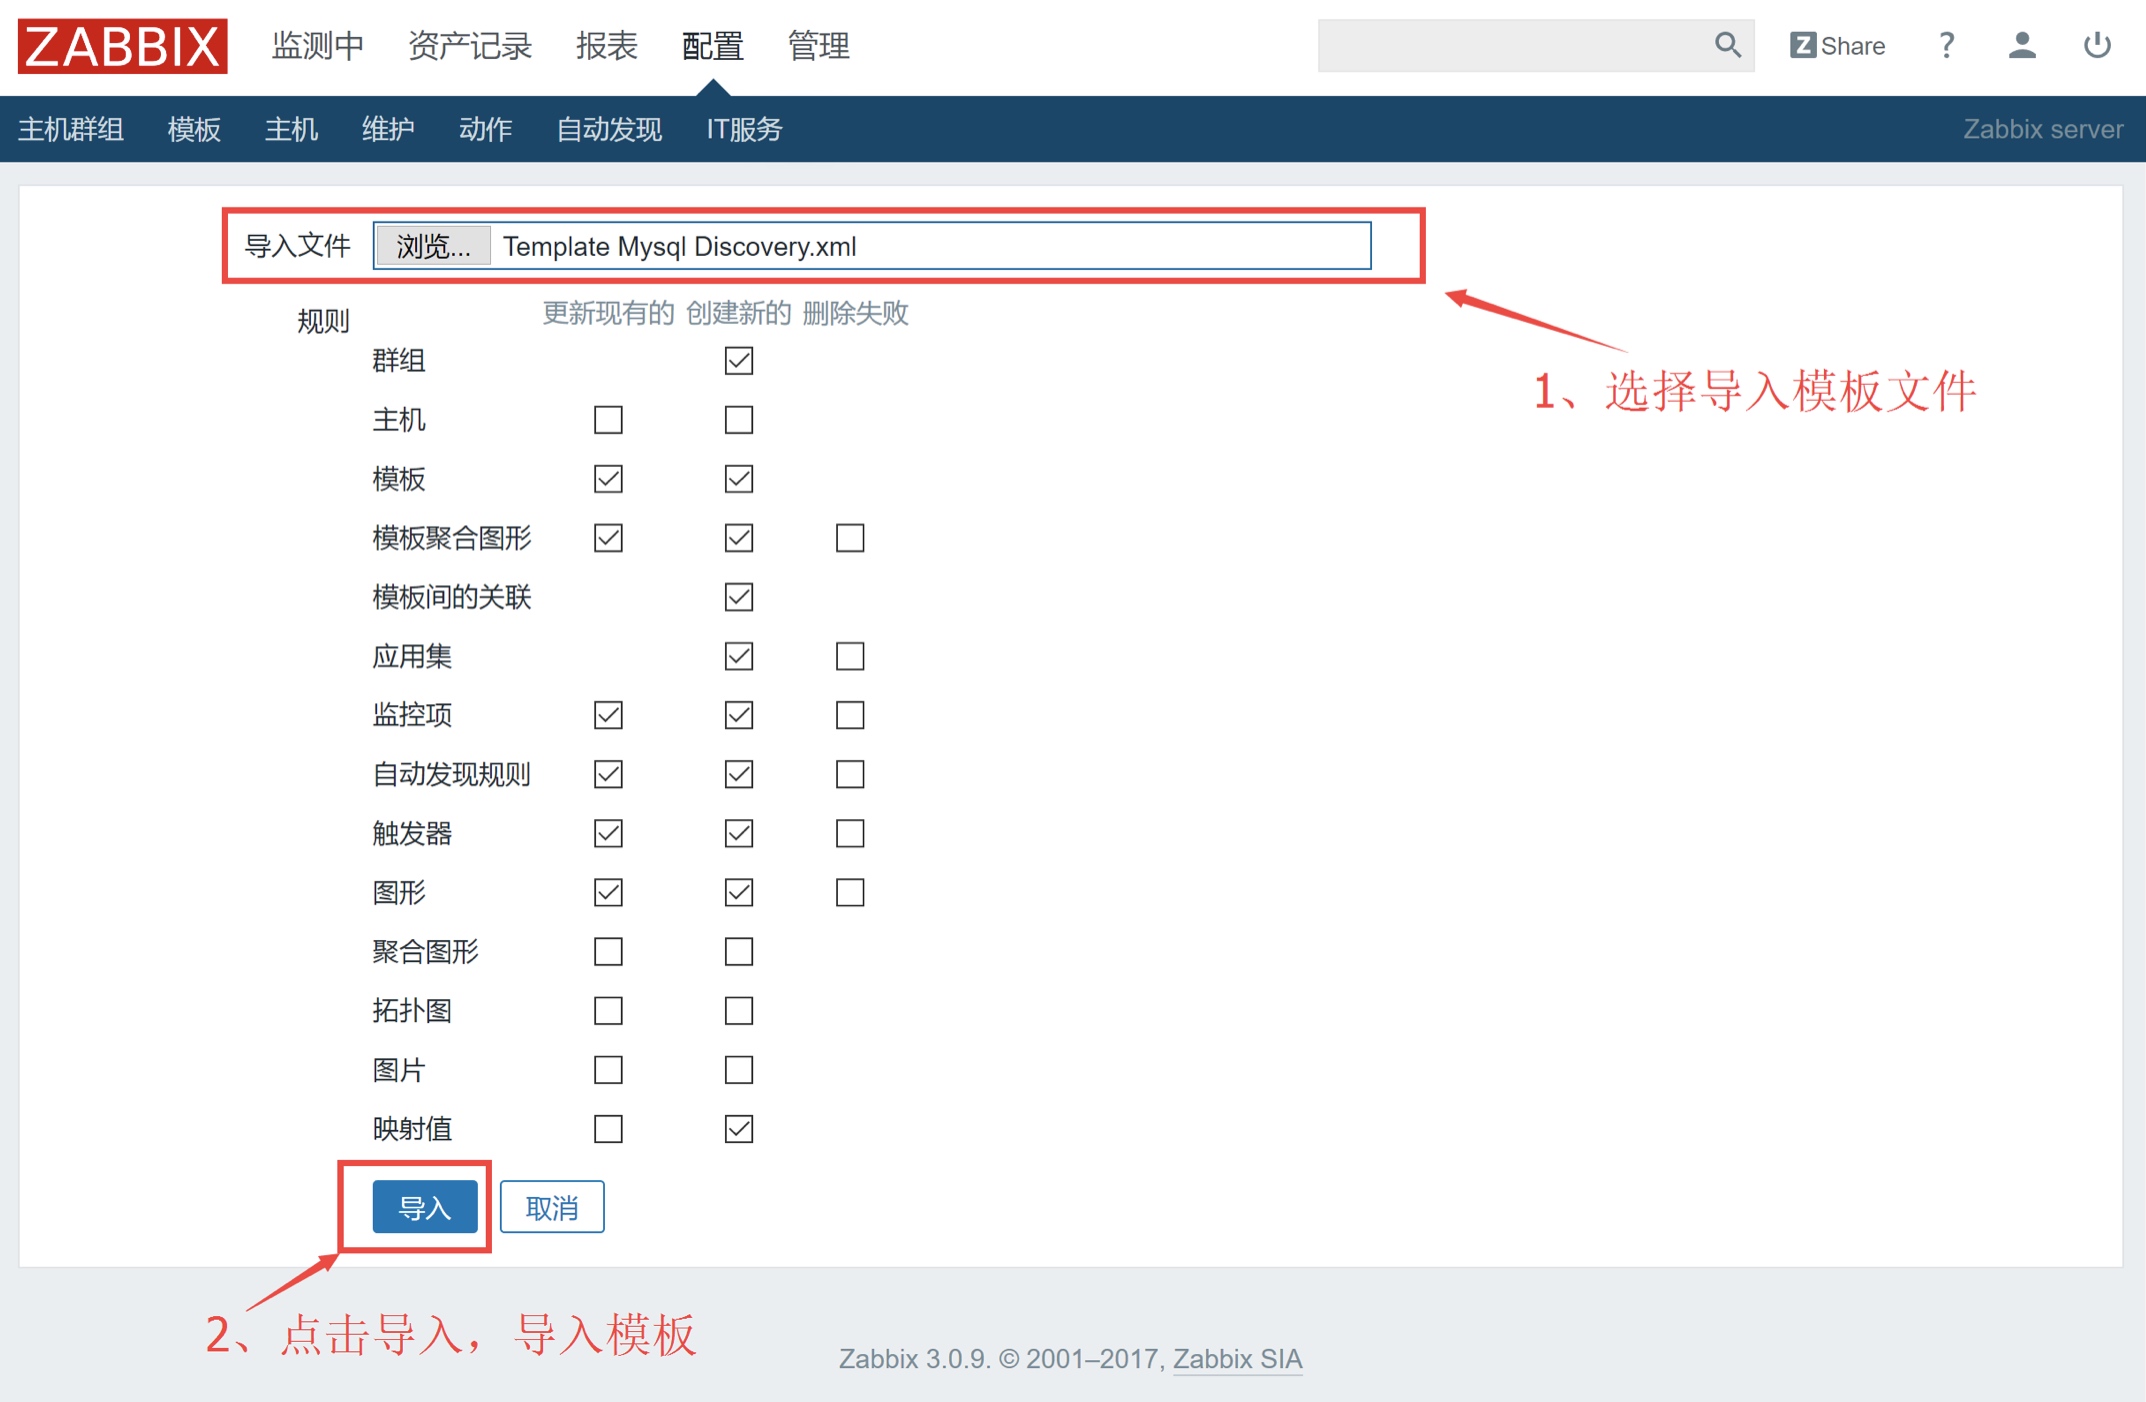 ZABBIX 监测中 资产记录 报表 配置 管理 Z Share ?
主机群组 模板 主机 维护 动作 自动发现 IT服务 Zabbix server
导入文件 浏览... Template Mysql Discovery.xml
规则 更新现有的 创建新的 删除失败
群组
1、选择导入模板文件
主机
模板
模板聚合图形
模板间的关联
应用集
监控项
自动发现规则
触发器
图形
聚合图形
拓扑图
图片
映射值
导入 取消
2、点击导入，导入模板
Zabbix 3.0.9. © 2001–2017, Zabbix SIA